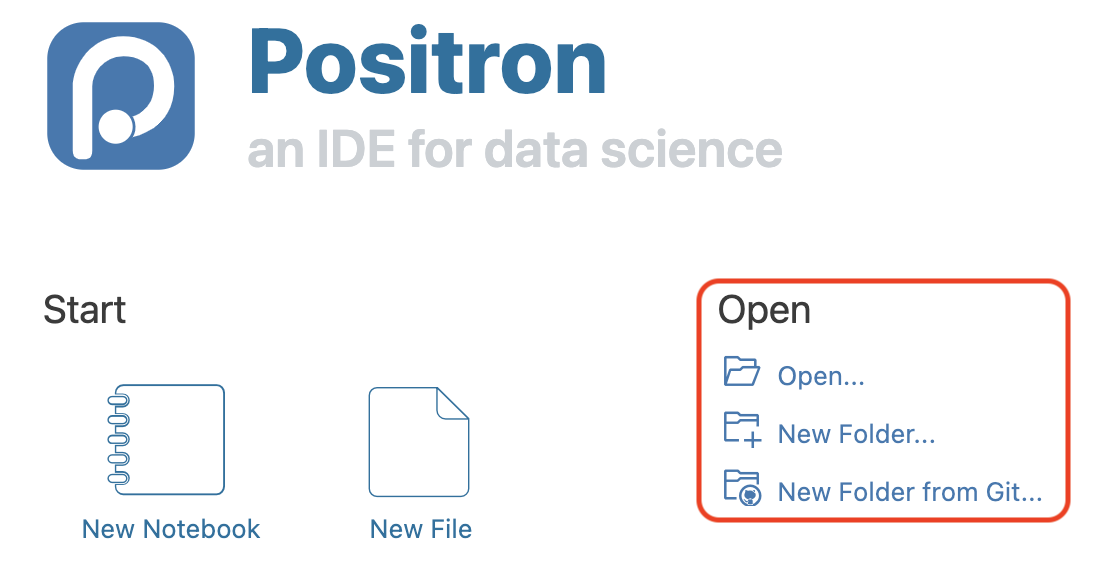 Positron
an IDE for data science
Start
New Notebook
New File
Open
Open...
New Folder...
New Folder from Git...